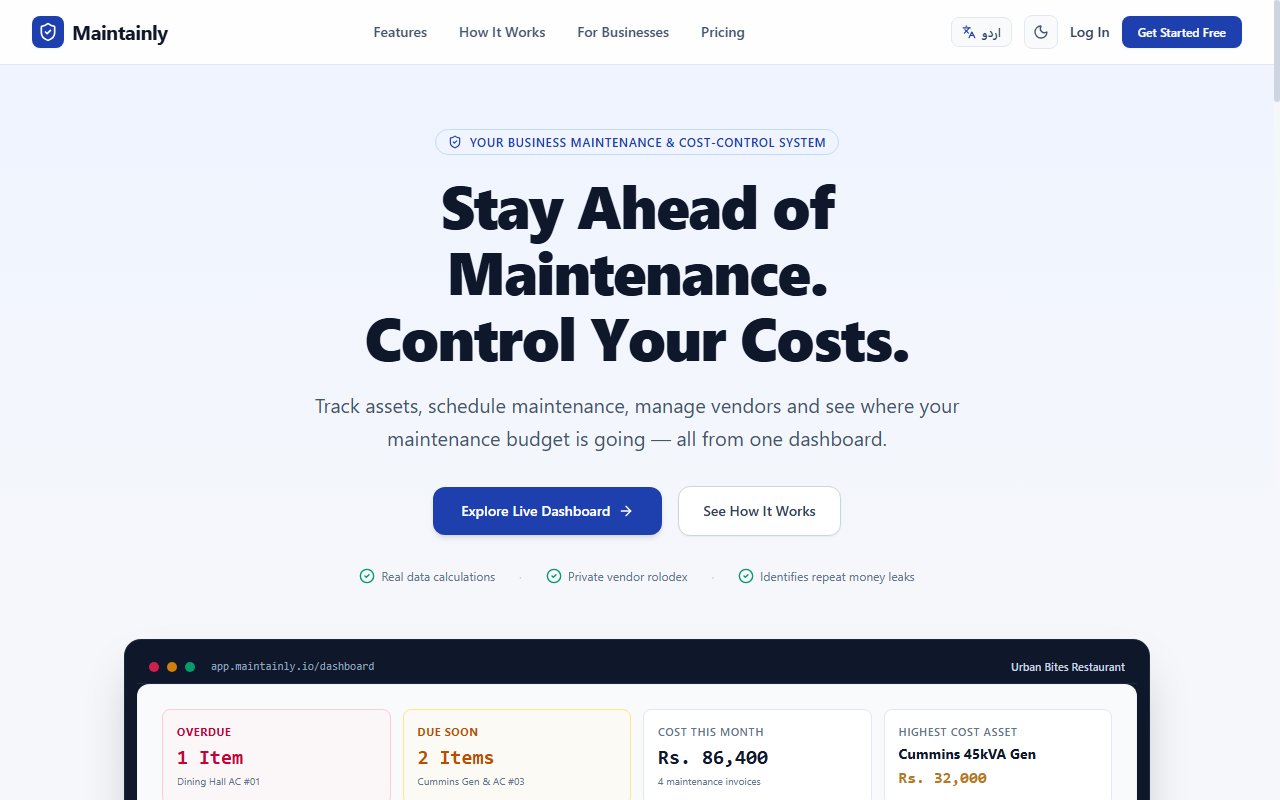 Maintainly
Features
How It Works
For Businesses
Pricing
اردو
Log In
Get Started Free
YOUR BUSINESS MAINTENANCE & COST-CONTROL SYSTEM
Stay Ahead of
Maintenance.
Control Your Costs.
Track assets, schedule maintenance, manage vendors and see where your
maintenance budget is going — all from one dashboard.
Explore Live Dashboard
See How It Works
Real data calculations · Private vendor rolodex · Identifies repeat money leaks
app.maintainly.io/dashboard
Urban Bites Restaurant
OVERDUE
1 Item
Dining Hall AC #01
DUE SOON
2 Items
Cummins Gen & AC #03
COST THIS MONTH
Rs. 86,400
4 maintenance invoices
HIGHEST COST ASSET
Cummins 45kVA Gen
Rs. 32,000